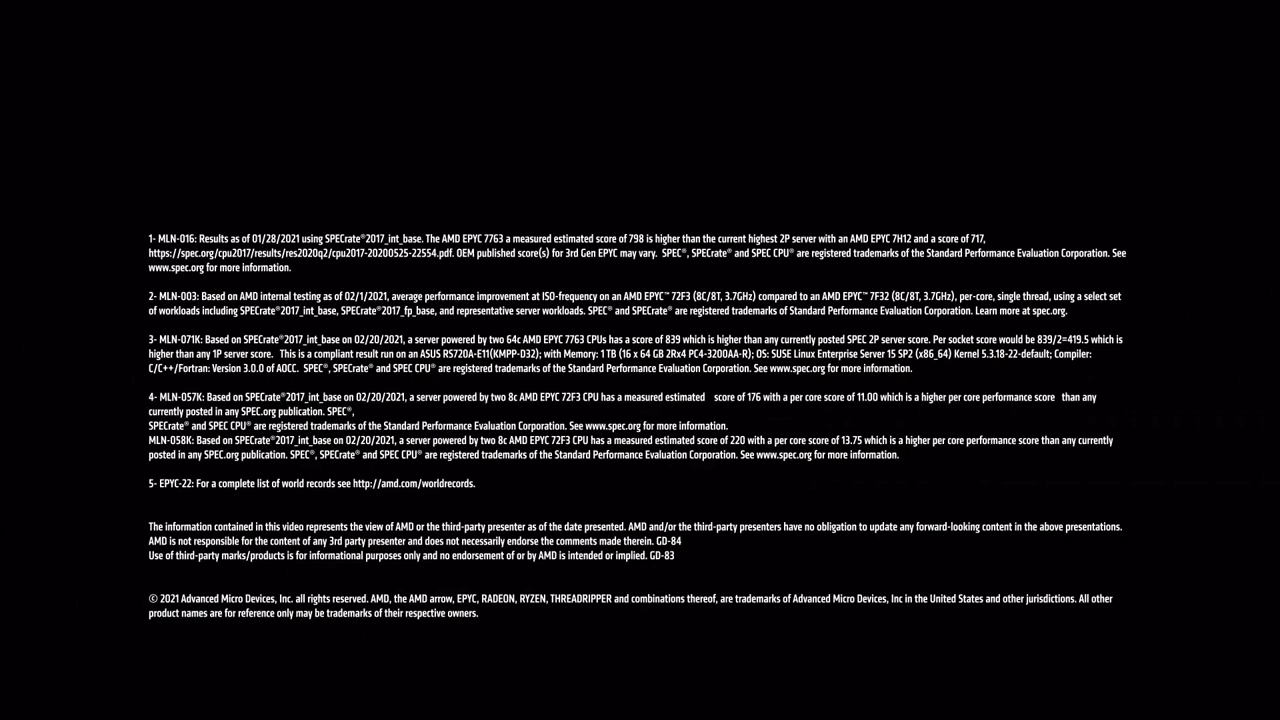 1- MLN-016: Results as of 01/28/2021 using SPECrate®2017_int_base. The AMD EPYC 7763 a measured estimated score of 798 is higher than the current highest 2P server with an AMD EPYC 7H12 and a score of 717,
https://spec.org/cpu2017/results/res2020q2/cpu2017-20200525-22554.pdf. OEM published score(s) for 3rd Gen EPYC may vary. SPEC®, SPECrate® and SPEC CPU® are registered trademarks of the Standard Performance Evaluation Corporation. See
www.spec.org for more information.
2- MLN-003: Based on AMD internal testing as of 02/1/2021, average performance improvement at ISO-frequency on an AMD EPYC™ 72F3 (8C/8T, 3.7GHz) compared to an AMD EPYC™ 7F32 (8C/8T, 3.7GHz), per-core, single thread, using a select set
of workloads including SPECrate®2017_int_base, SPECrate®2017_fp_base, and representative server workloads. SPEC® and SPECrate® are registered trademarks of Standard Performance Evaluation Corporation. Learn more at spec.org.
3- MLN-071K: Based on SPECrate®2017_int_base on 02/20/2021, a server powered by two 64c AMD EPYC 7763 CPUs has a score of 839 which is higher than any currently posted SPEC 2P server score. Per socket score would be 839/2=419.5 which is
higher than any 1P server score. This is a compliant result run on an ASUS RS720A-E11(KMPP-D32); with Memory: 1 TB (16 x 64 GB 2Rx4 PC4-3200AA-R); OS: SUSE Linux Enterprise Server 15 SP2 (x86_64) Kernel 5.3.18-22-default; Compiler:
C/C++/Fortran: Version 3.0.0 of AOCC. SPEC®, SPECrate® and SPEC CPU® are registered trademarks of the Standard Performance Evaluation Corporation. See www.spec.org for more information.
4- MLN-057K: Based on SPECrate®2017_int_base on 02/20/2021, a server powered by two 8c AMD EPYC 72F3 CPU has a measured estimated score of 176 with a per core score of 11.00 which is a higher per core performance score than any
currently posted in any SPEC.org publication. SPEC®,
SPECrate® and SPEC CPU® are registered trademarks of the Standard Performance Evaluation Corporation. See www.spec.org for more information.
MLN-058K: Based on SPECrate®2017_int_base on 02/20/2021, a server powered by two 8c AMD EPYC 72F3 CPU has a measured estimated score of 220 with a per core score of 13.75 which is a higher per core performance score than any currently
posted in any SPEC.org publication. SPEC®, SPECrate® and SPEC CPU® are registered trademarks of the Standard Performance Evaluation Corporation. See www.spec.org for more information.
5- EPYC-22: For a complete list of world records see http://amd.com/worldrecords.
The information contained in this video represents the view of AMD or the third-party presenter as of the date presented. AMD and/or the third-party presenters have no obligation to update any forward-looking content in the above presentations.
AMD is not responsible for the content of any 3rd party presenter and does not necessarily endorse the comments made therein. GD-84
Use of third-party marks/products is for informational purposes only and no endorsement of or by AMD is intended or implied. GD-83
© 2021 Advanced Micro Devices, Inc. all rights reserved. AMD, the AMD arrow, EPYC, RADEON, RYZEN, THREADRIPPER and combinations thereof, are trademarks of Advanced Micro Devices, Inc in the United States and other jurisdictions. All other
product names are for reference only may be trademarks of their respective owners.